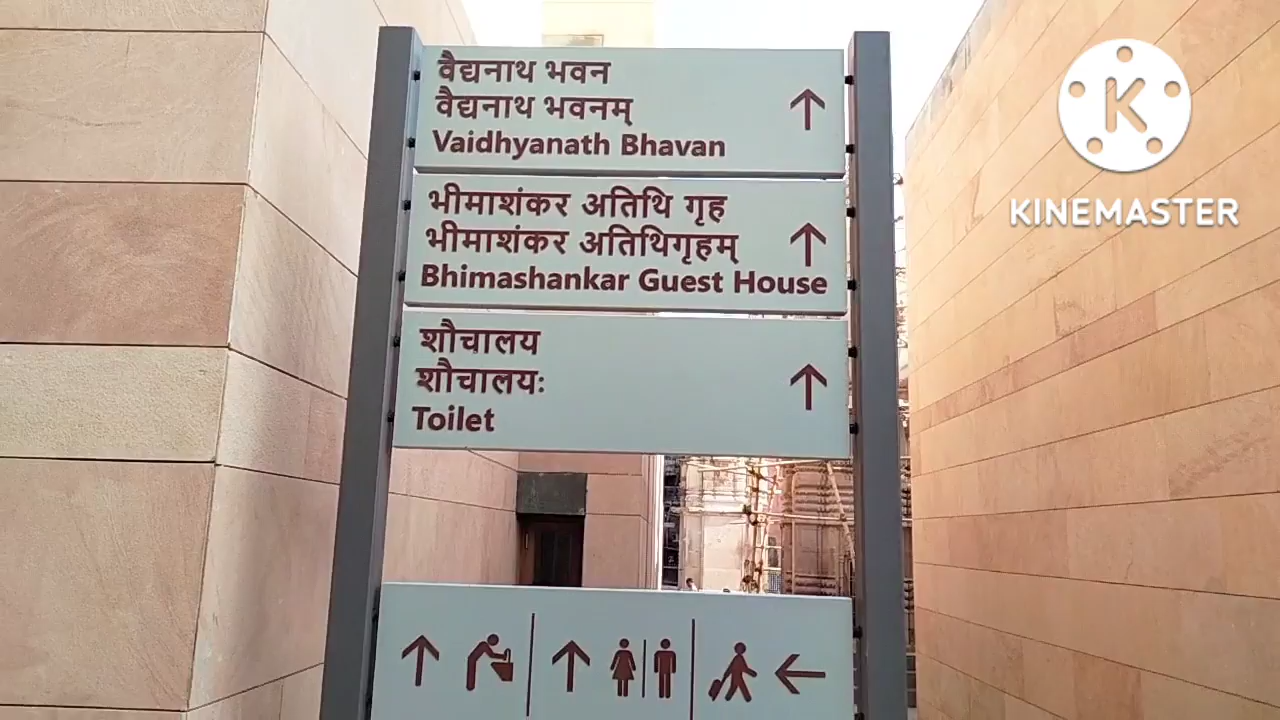 वैद्यनाथ भवन
वैद्यनाथ भवनम्
Vaidhyanath Bhavan
भीमाशंकर अतिथि गृह
भीमाशंकर अतिथिगृहम्
Bhimashankar Guest House
शौचालय
शौचालयः
Toilet
K
KINEMASTER